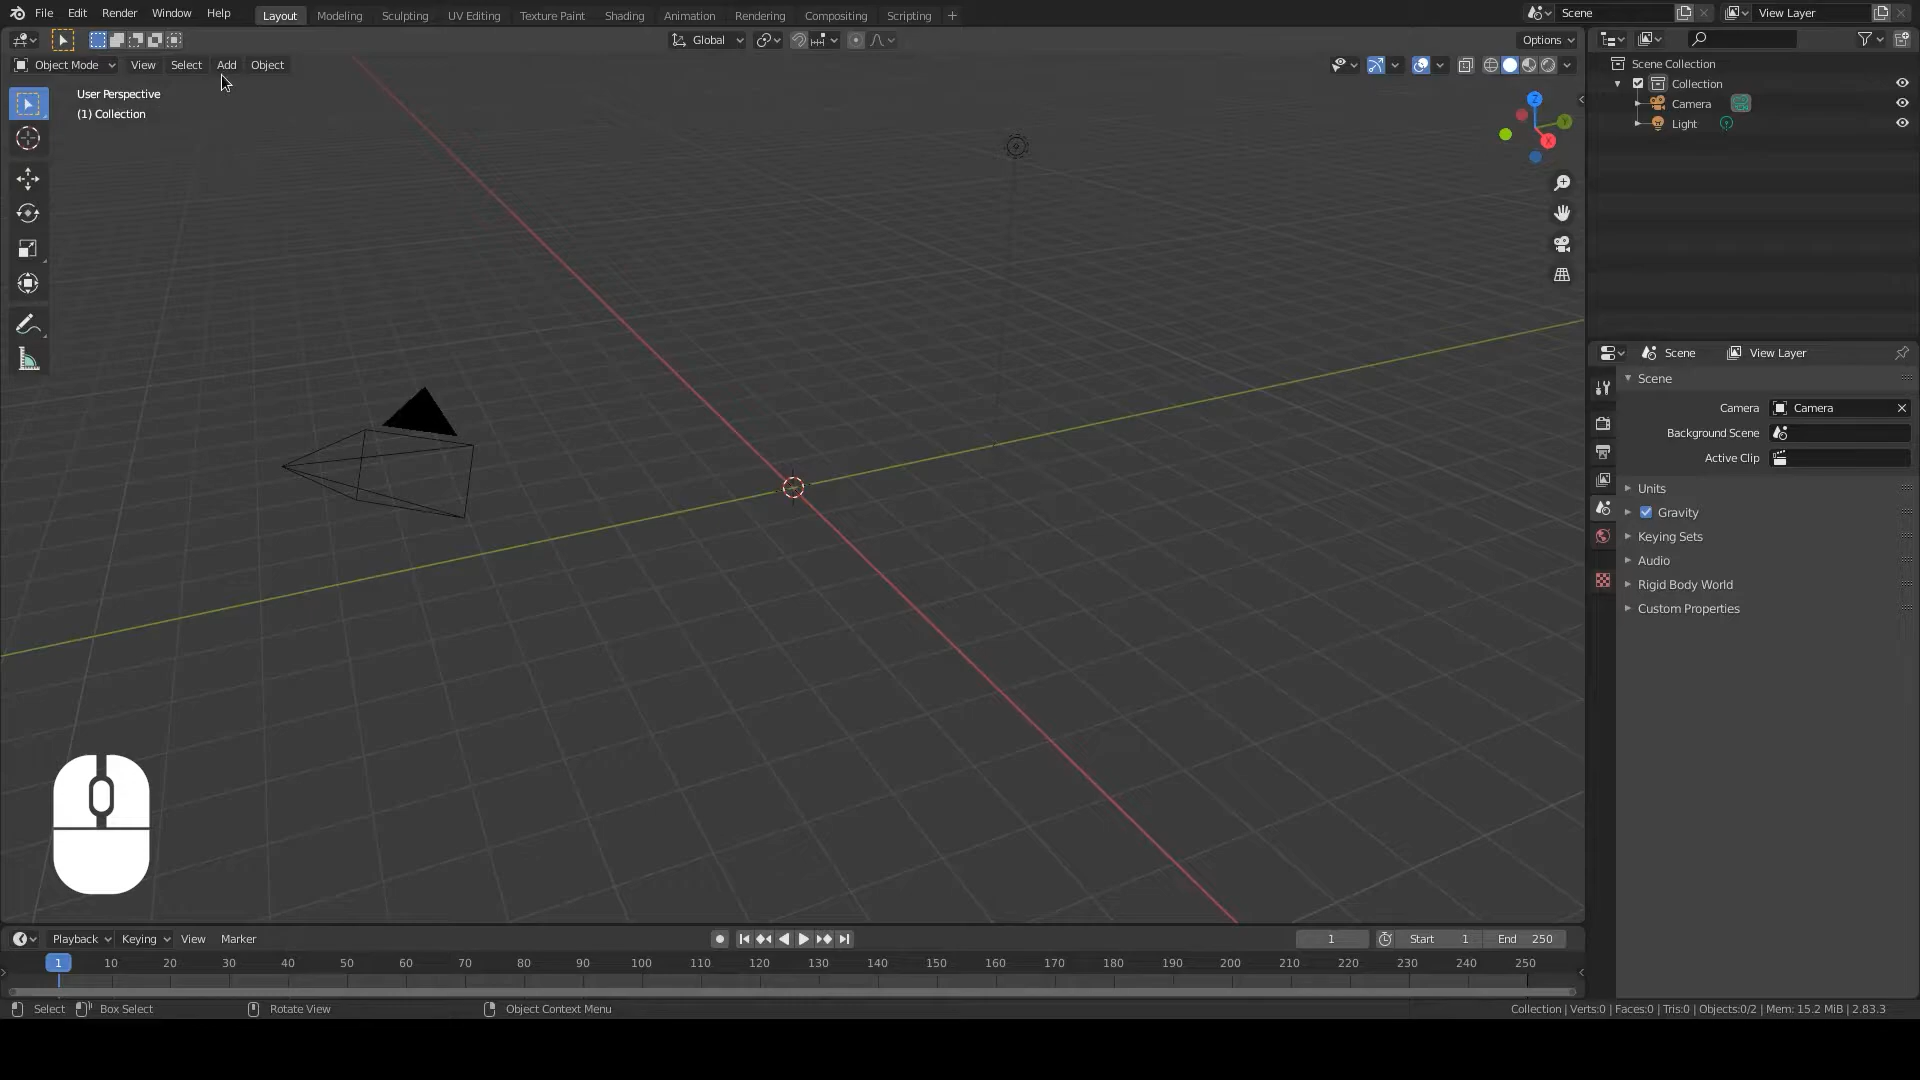 File Edit Render Window Help Layout Modeling Sculpting UV Editing Texture Paint Shading Animation Rendering Compositing Scripting + Scene View Layer
Global Options
Object Mode View Select Add Object
User Perspective
(1) Collection
Z
Y
X
Scene Collection
Collection
Camera
Light
Scene View Layer
Scene
Camera Camera
Background Scene
Active Clip
Units
Gravity
Keying Sets
Audio
Rigid Body World
Custom Properties
Playback Keying View Marker 1 Start 1 End 250
1 10 20 30 40 50 60 70 80 90 100 110 120 130 140 150 160 170 180 190 200 210 220 230 240 250
Select Box Select Rotate View Object Context Menu Collection | Verts:0 | Faces:0 | Tris:0 | Objects:0/2 | Mem: 15.2 MiB | 2.83.3